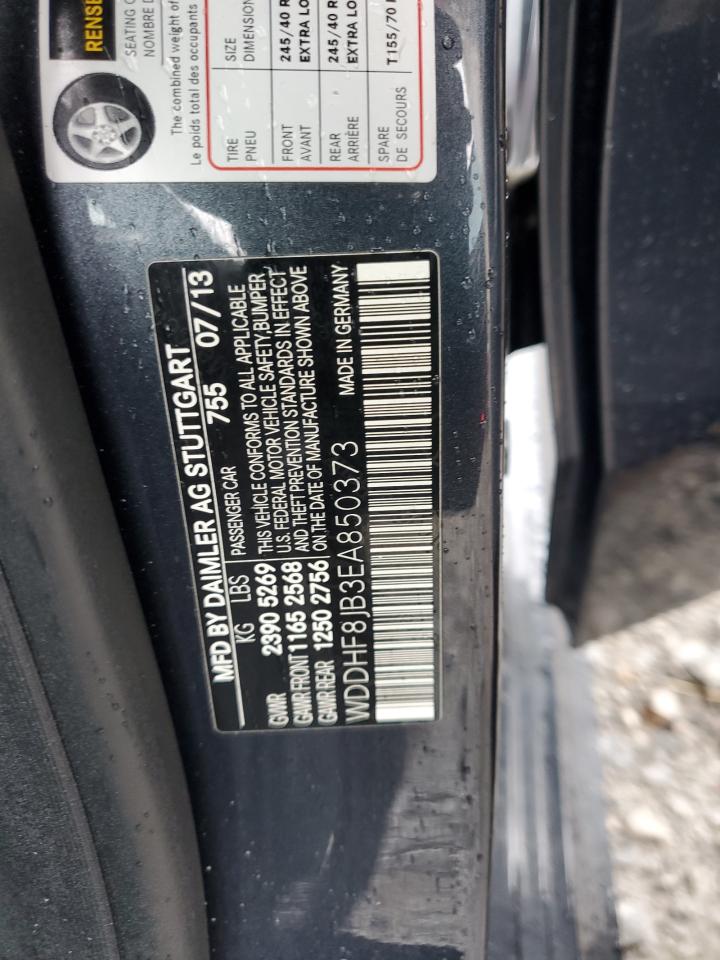 RENSE
SEATING C
NOMBRE D
The combined weight of
Le poids total des occupants
TIRE SIZE
PNEU DIMENSION
FRONT 245/40 R
AVANT EXTRA LO
REAR 245/40 R
ARRIÈRE EXTRA LO
SPARE T155/70
DE SECOURS
MFD BY DAIMLER AG STUTTGART
KG LBS PASSENGER CAR 755 07/13
GWR 2390 5269 THIS VEHICLE CONFORMS TO ALL APPLICABLE
GAWR FRONT 1165 2568 U.S. FEDERAL MOTOR VEHICLE SAFETY, BUMPER,
GAWR REAR 1250 2756 AND THEFT PREVENTION STANDARDS IN EFFECT
ON THE DATE OF MANUFACTURE SHOWN ABOVE
WDDHF8JB3EA850373 MADE IN GERMANY